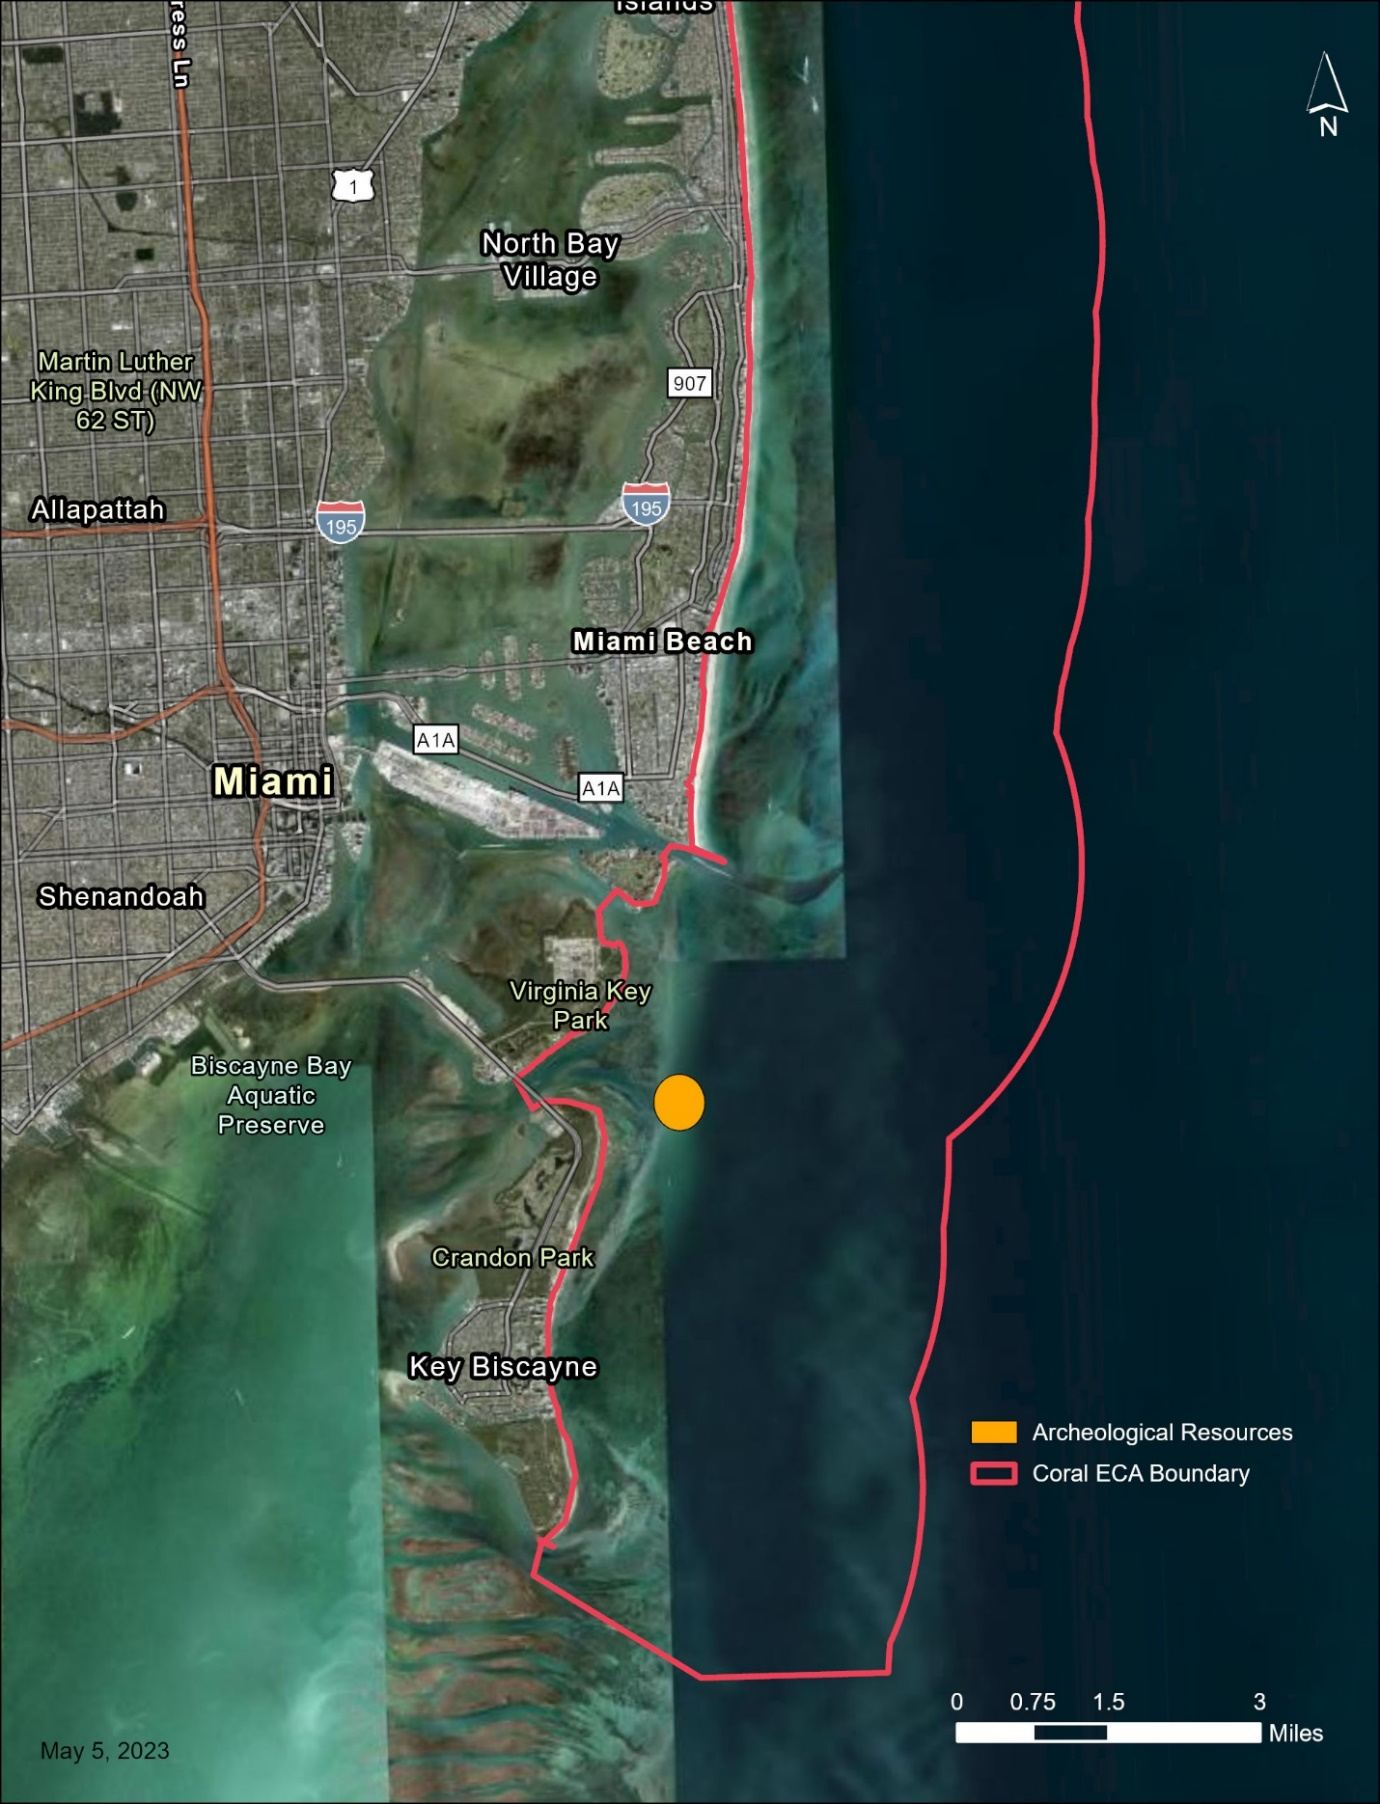 Islands
ress Ln
N
1
North Bay
Village
Martin Luther
King Blvd (NW
62 ST)
907
Allapattah
195
195
Miami Beach
A1A
A1A
Miami
Shenandoah
Virginia Key
Park
Biscayne Bay
Aquatic
Preserve
Crandon Park
Key Biscayne
Archeological Resources
Coral ECA Boundary
0 0.75 1.5 3
Miles
May 5, 2023